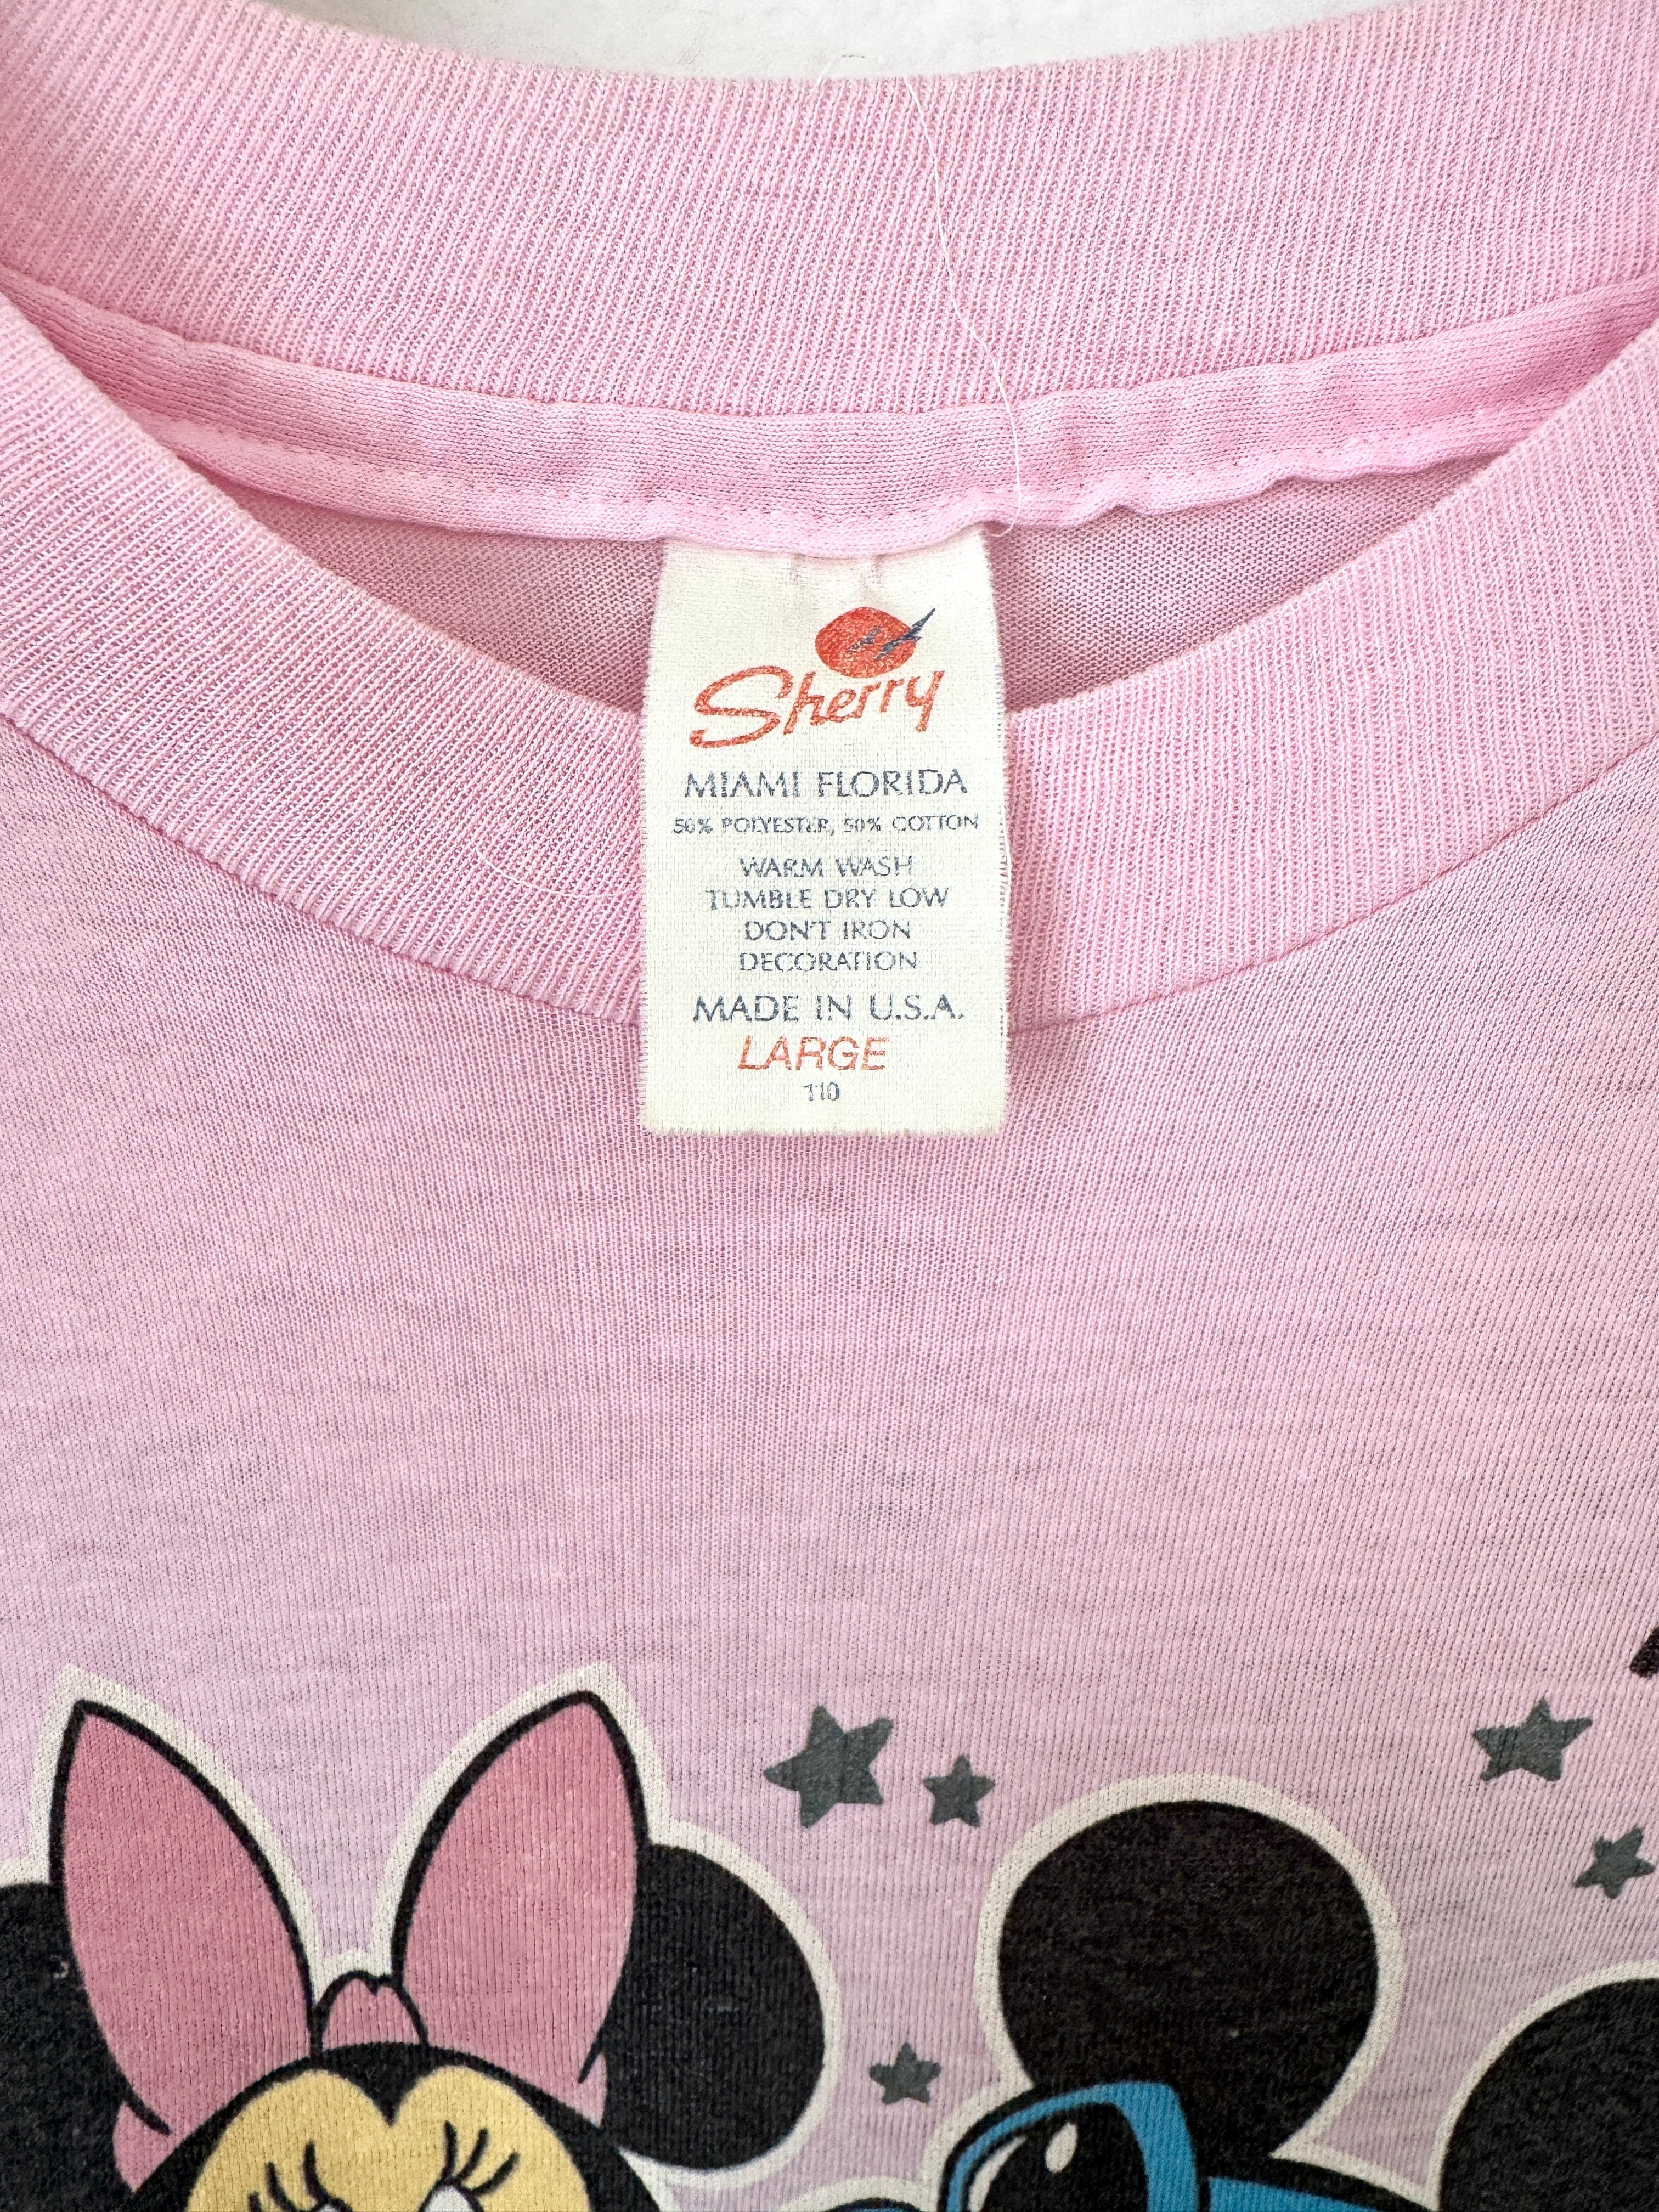 Sherry
MIAMI FLORIDA
50% POLYESTER, 50% COTTON
WARM WASH
TUMBLE DRY LOW
DON'T IRON
DECORATION
MADE IN U.S.A.
LARGE
110